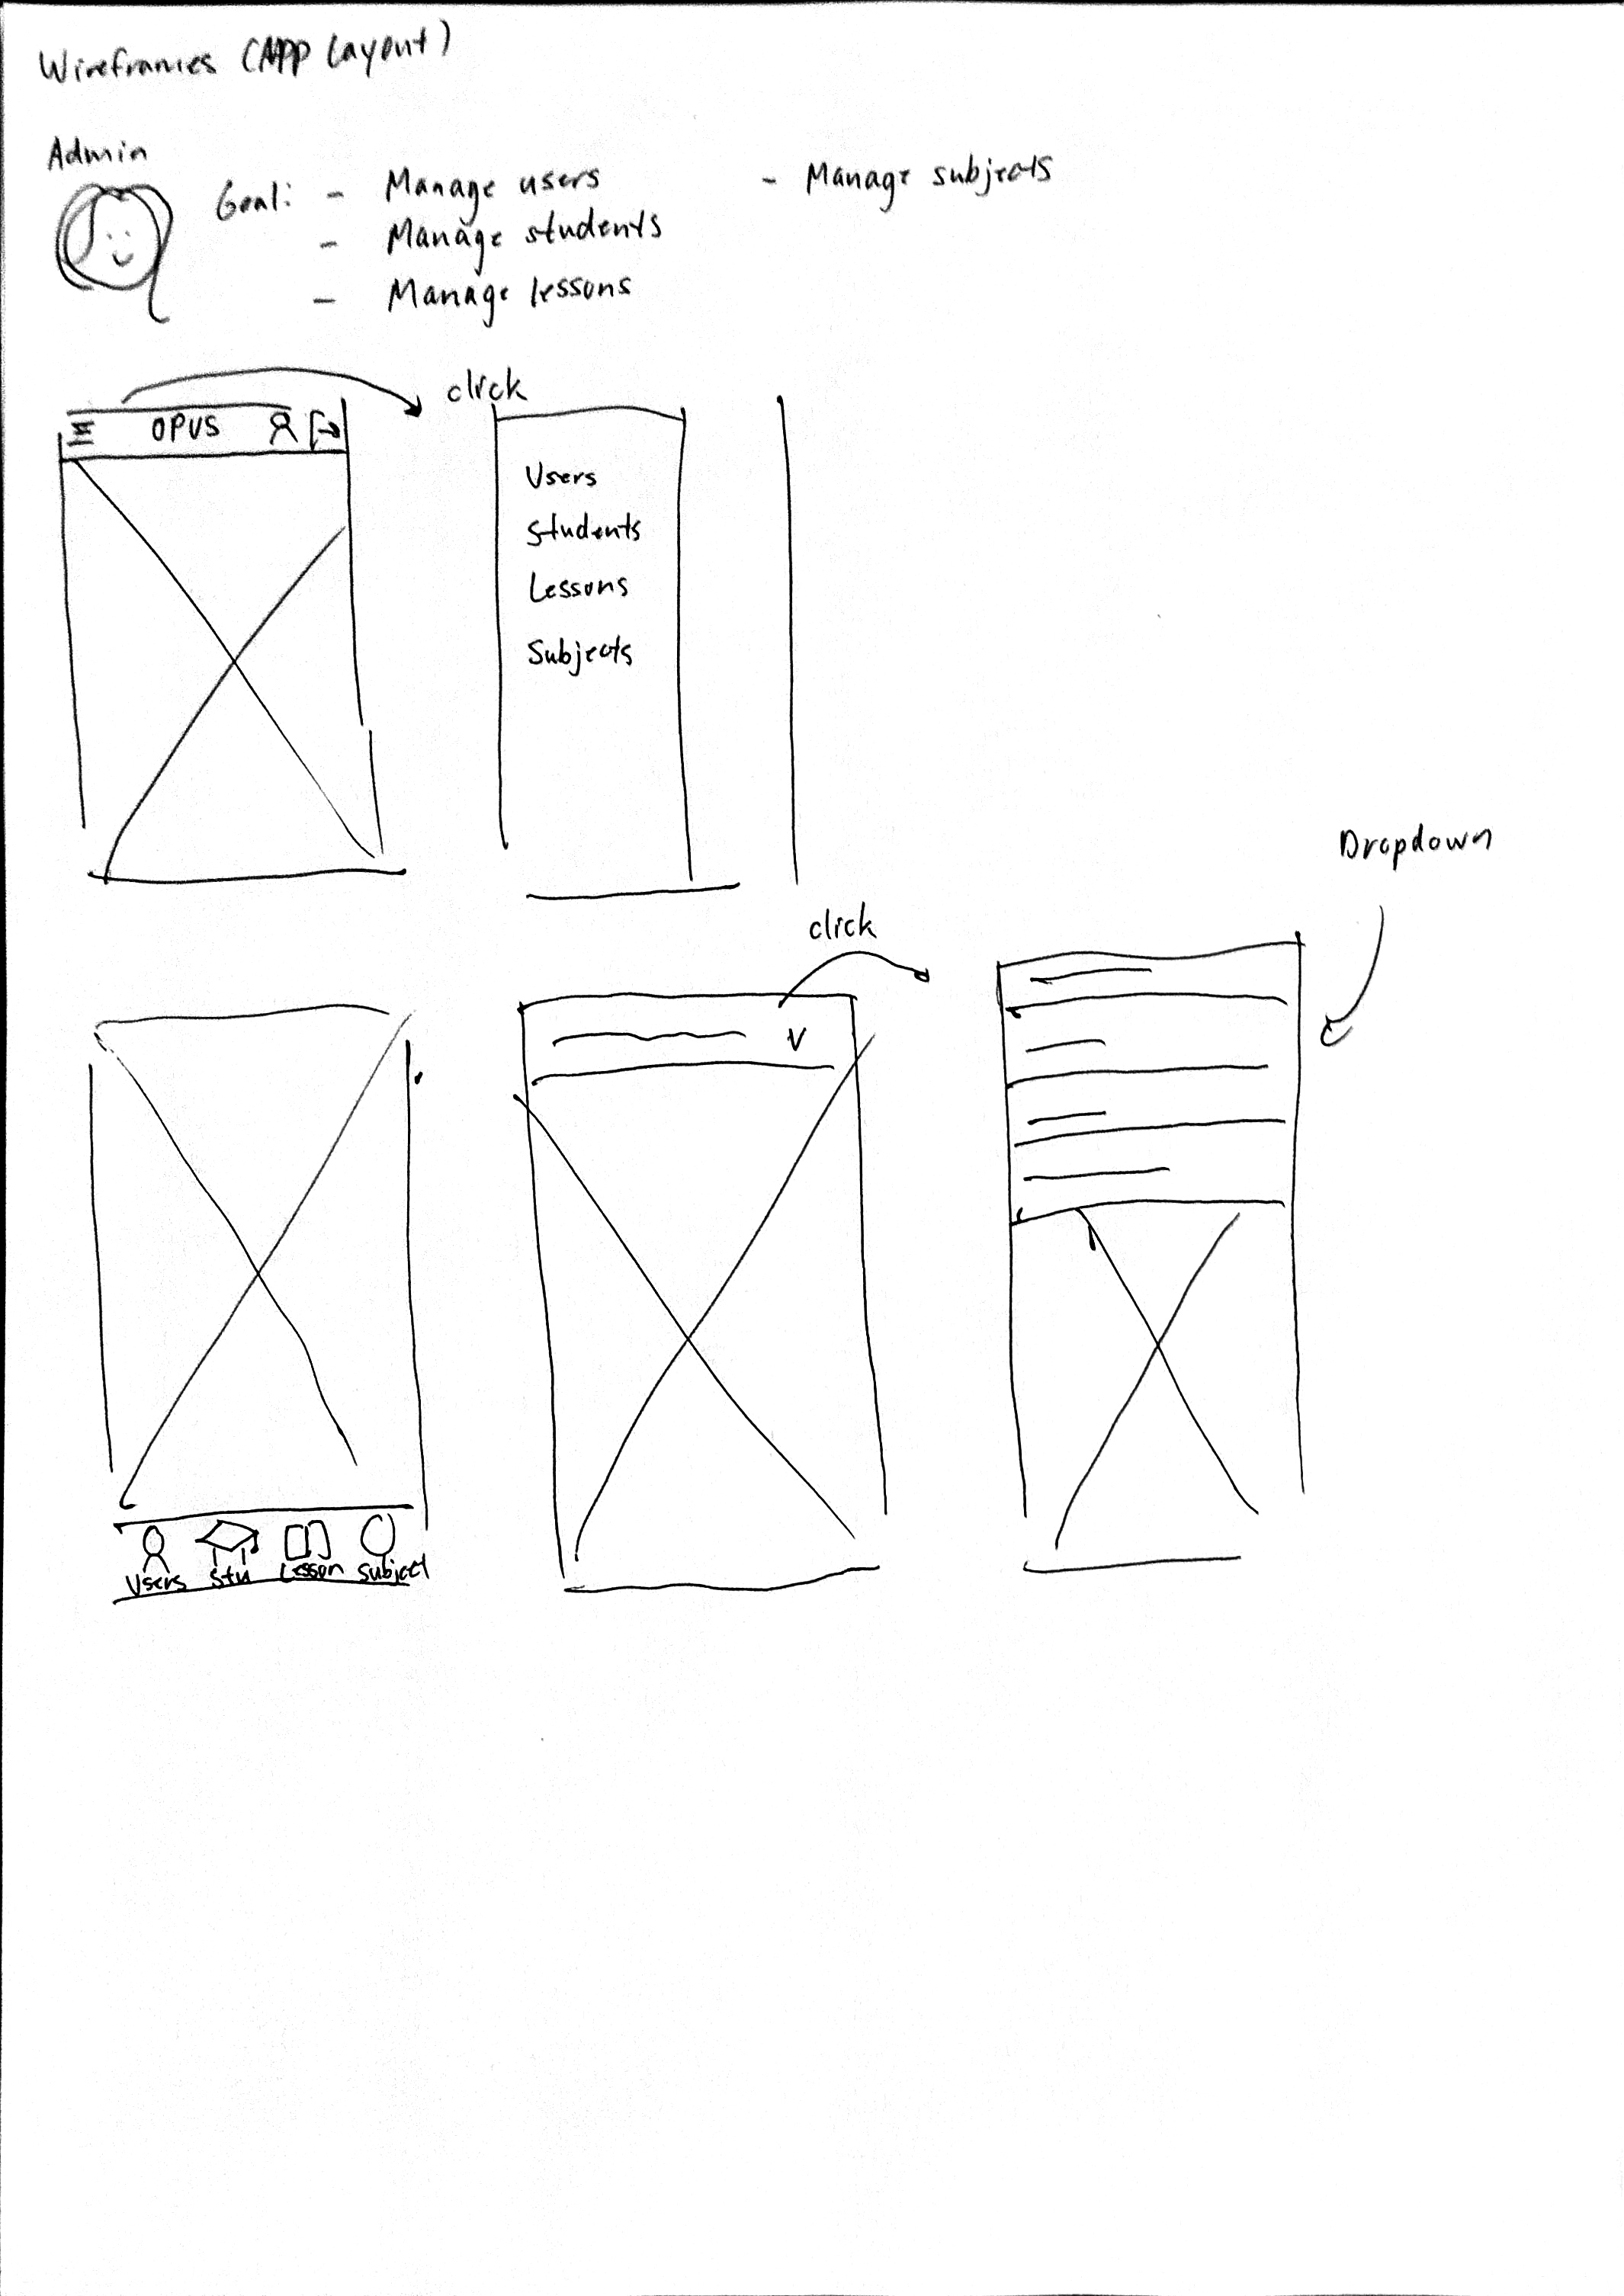 Wireframes (App Layout)
Admin
Goal: - Manage users
- Manage students
- Manage lessons
- Manage subjects
click
OPUS
Users
Students
Lessons
Subjects
Dropdown
click
V
Users Stu Lesson Subject